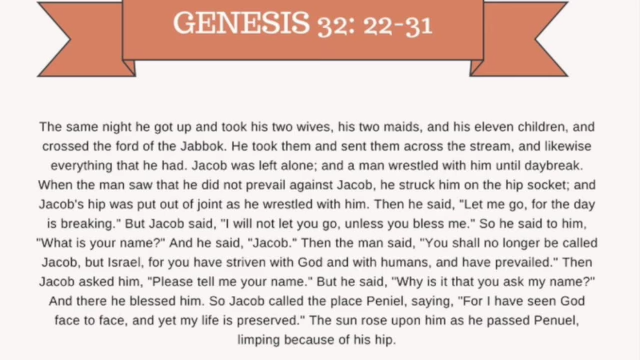 GENESIS 32: 22-31
The same night he got up and took his two wives, his two maids, and his eleven children, and
crossed the ford of the Jabbok. He took them and sent them across the stream, and likewise
everything that he had. Jacob was left alone; and a man wrestled with him until daybreak.
When the man saw that he did not prevail against Jacob, he struck him on the hip socket; and
Jacob's hip was put out of joint as he wrestled with him. Then he said, "Let me go, for the day
is breaking." But Jacob said, "I will not let you go, unless you bless me." So he said to him,
"What is your name?" And he said, "Jacob." Then the man said, "You shall no longer be called
Jacob, but Israel, for you have striven with God and with humans, and have prevailed." Then
Jacob asked him, "Please tell me your name." But he said, "Why is it that you ask my name?"
And there he blessed him. So Jacob called the place Peniel, saying, "For I have seen God
face to face, and yet my life is preserved." The sun rose upon him as he passed Penuel,
limping because of his hip.